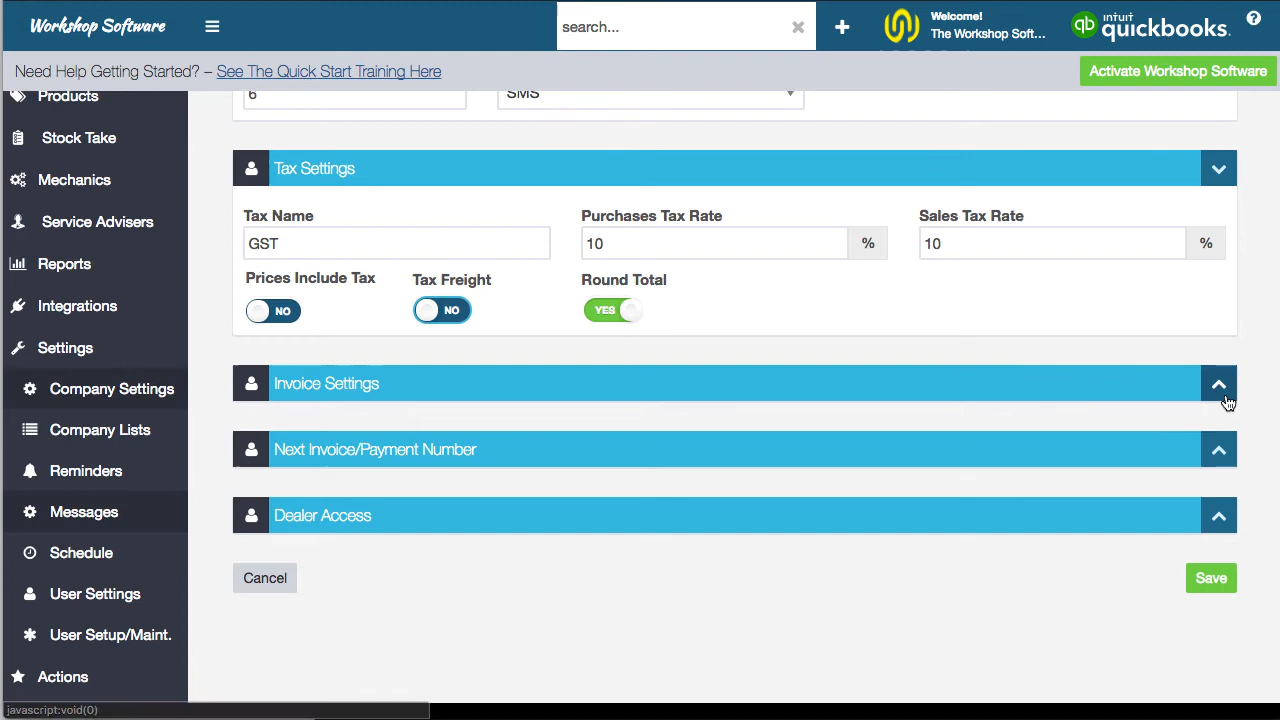 Workshop Software
search...
Welcome!
The Workshop Soft...
qb
intuit
quickbooks.
?
Need Help Getting Started? – See The Quick Start Training Here
Activate Workshop Software
Products
6
SMS
Stock Take
Tax Settings
Mechanics
Tax Name
Purchases Tax Rate
Sales Tax Rate
Service Advisers
GST
10
%
10
%
Reports
Prices Include Tax
Tax Freight
Round Total
Integrations
NO
NO
YES
Settings
Company Settings
Invoice Settings
Company Lists
Next Invoice/Payment Number
Reminders
Messages
Dealer Access
Schedule
Cancel
Save
User Settings
User Setup/Maint.
Actions
javascript:void(0)